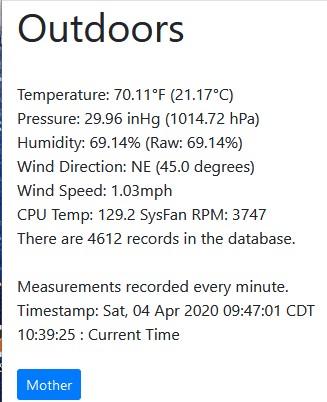 Outdoors
Temperature: 70.11°F (21.17°C)
Pressure: 29.96 inHg (1014.72 hPa)
Humidity: 69.14% (Raw: 69.14%)
Wind Direction: NE (45.0 degrees)
Wind Speed: 1.03mph
CPU Temp: 129.2 SysFan RPM: 3747
There are 4612 records in the database.
Measurements recorded every minute.
Timestamp: Sat, 04 Apr 2020 09:47:01 CDT
10:39:25 : Current Time
Mother